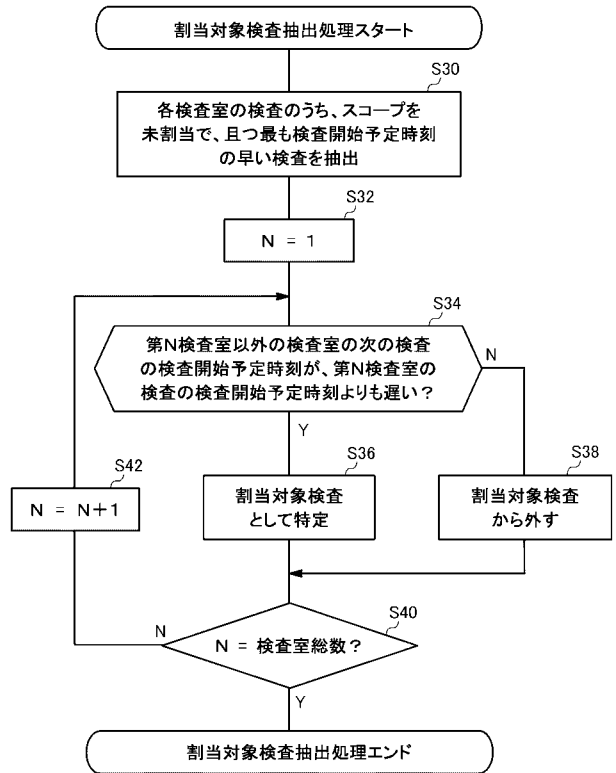 割当対象検査抽出処理スタート
S30
各検査室の検査のうち、スコープを
未割当で、且つ最も検査開始予定時刻
の早い検査を抽出
S32
N = 1
S34
第N検査室以外の検査室の次の検査
の検査開始予定時刻が、第N検査室の
検査の検査開始予定時刻よりも遅い?
N
Y
S36
割当対象検査
として特定
S38
割当対象検査
から外す
S42
N = N+1
S40
N = 検査室総数?
N
Y
割当対象検査抽出処理エンド